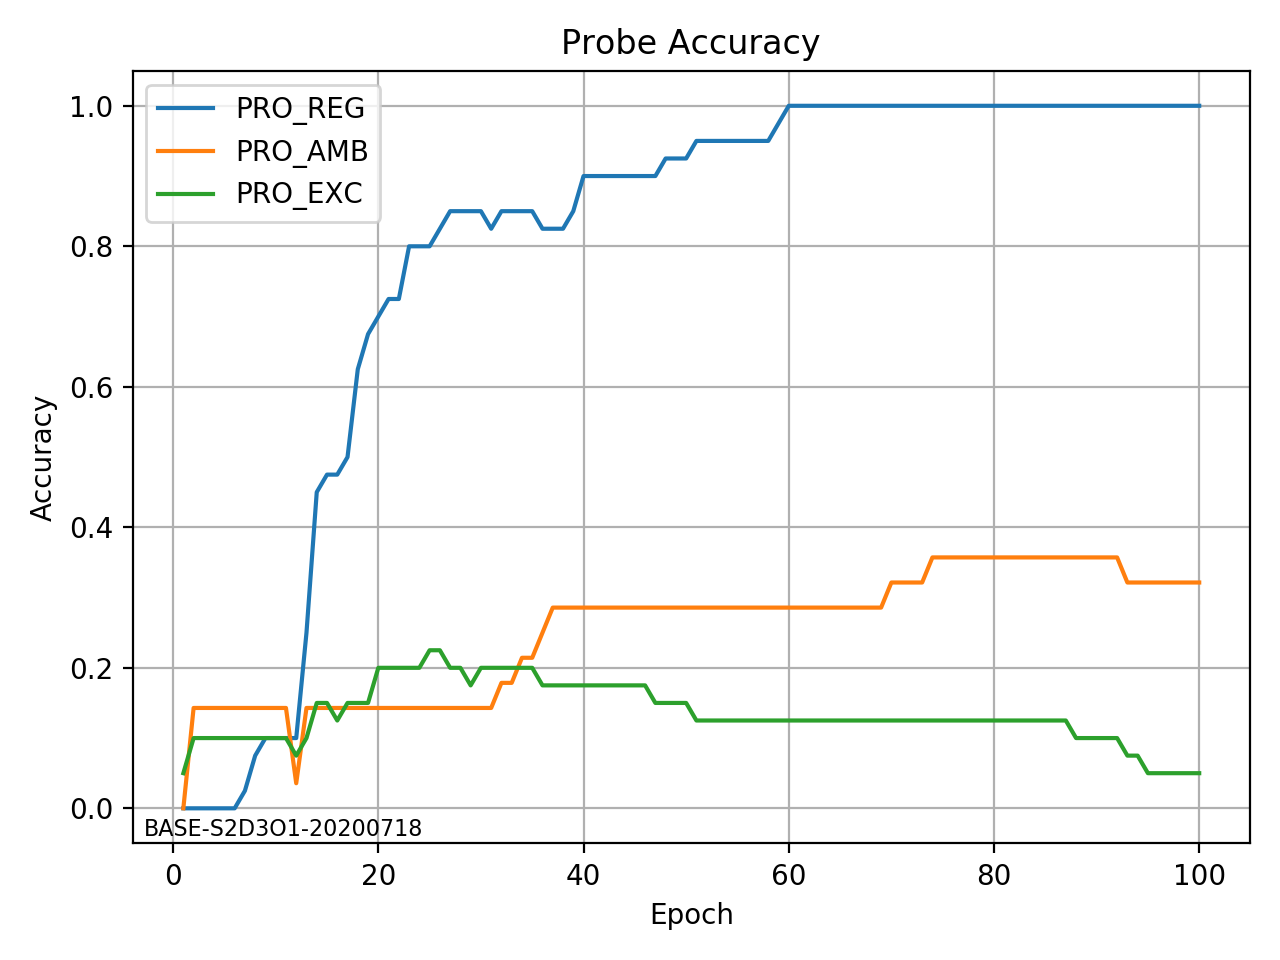 Probe Accuracy
PRO_REG
PRO_AMB
PRO_EXC
1.0
0.8
0.6
0.4
0.2
0.0
Accuracy
BASE-S2D3O1-20200718
0 20 40 60 80 100
Epoch